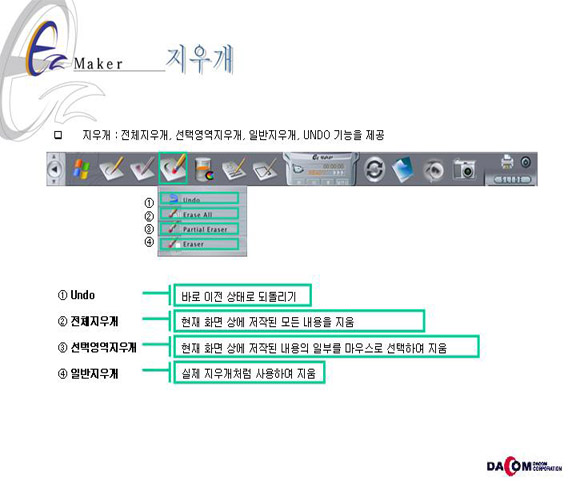 Ez Maker 지우개
□ 지우개 : 전체지우개, 선택영역지우개, 일반지우개, UNDO 기능을 제공
① Undo
② Erase All
③ Partial Eraser
④ Eraser
① Undo 바로 이전 상태로 되돌리기
② 전체지우개 현재 화면 상에 저작된 모든 내용을 지움
③ 선택영역지우개 현재 화면 상에 저작된 내용의 일부를 마우스로 선택하여 지움
④ 일반지우개 실제 지우개처럼 사용하여 지움
DACOM DACOM CORPORATION